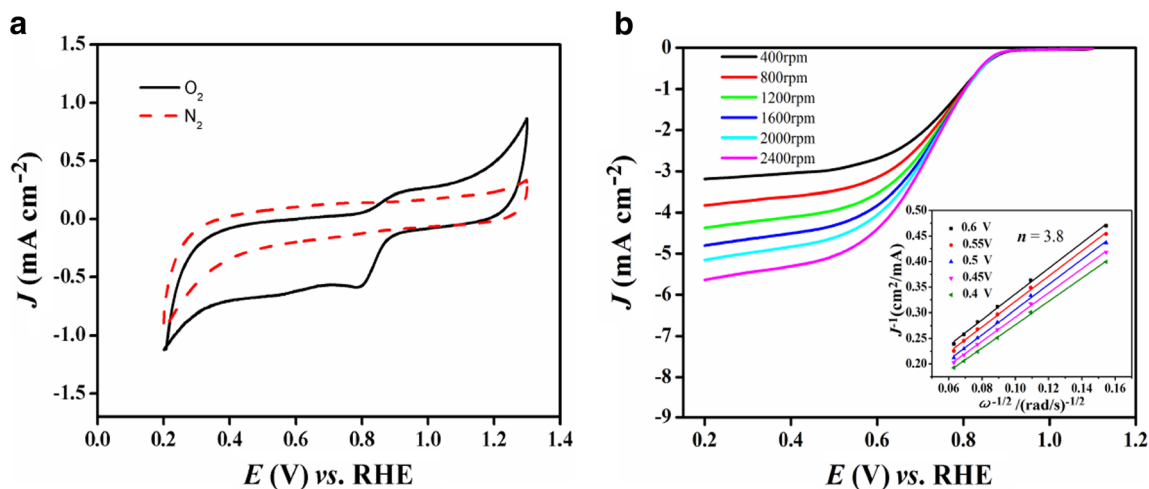 a
1.5
1.0
0.5
0.0
-0.5
-1.0
-1.5
J (mA cm−2)
O2
N2
0.0 0.2 0.4 0.6 0.8 1.0 1.2 1.4
E (V) vs. RHE
b
0
-1
-2
-3
-4
-5
-6
-7
-8
-9
J (mA cm−2)
400rpm
800rpm
1200rpm
1600rpm
2000rpm
2400rpm
0.2 0.4 0.6 0.8 1.0 1.2
E (V) vs. RHE
0.50
0.45
0.40
0.35
0.30
0.25
0.20
J-1(cm2/mA)
0.6 V
0.55V
0.5 V
0.45V
0.4 V
n = 3.8
0.06 0.08 0.10 0.12 0.14 0.16
ω-1/2 /(rad/s)-1/2